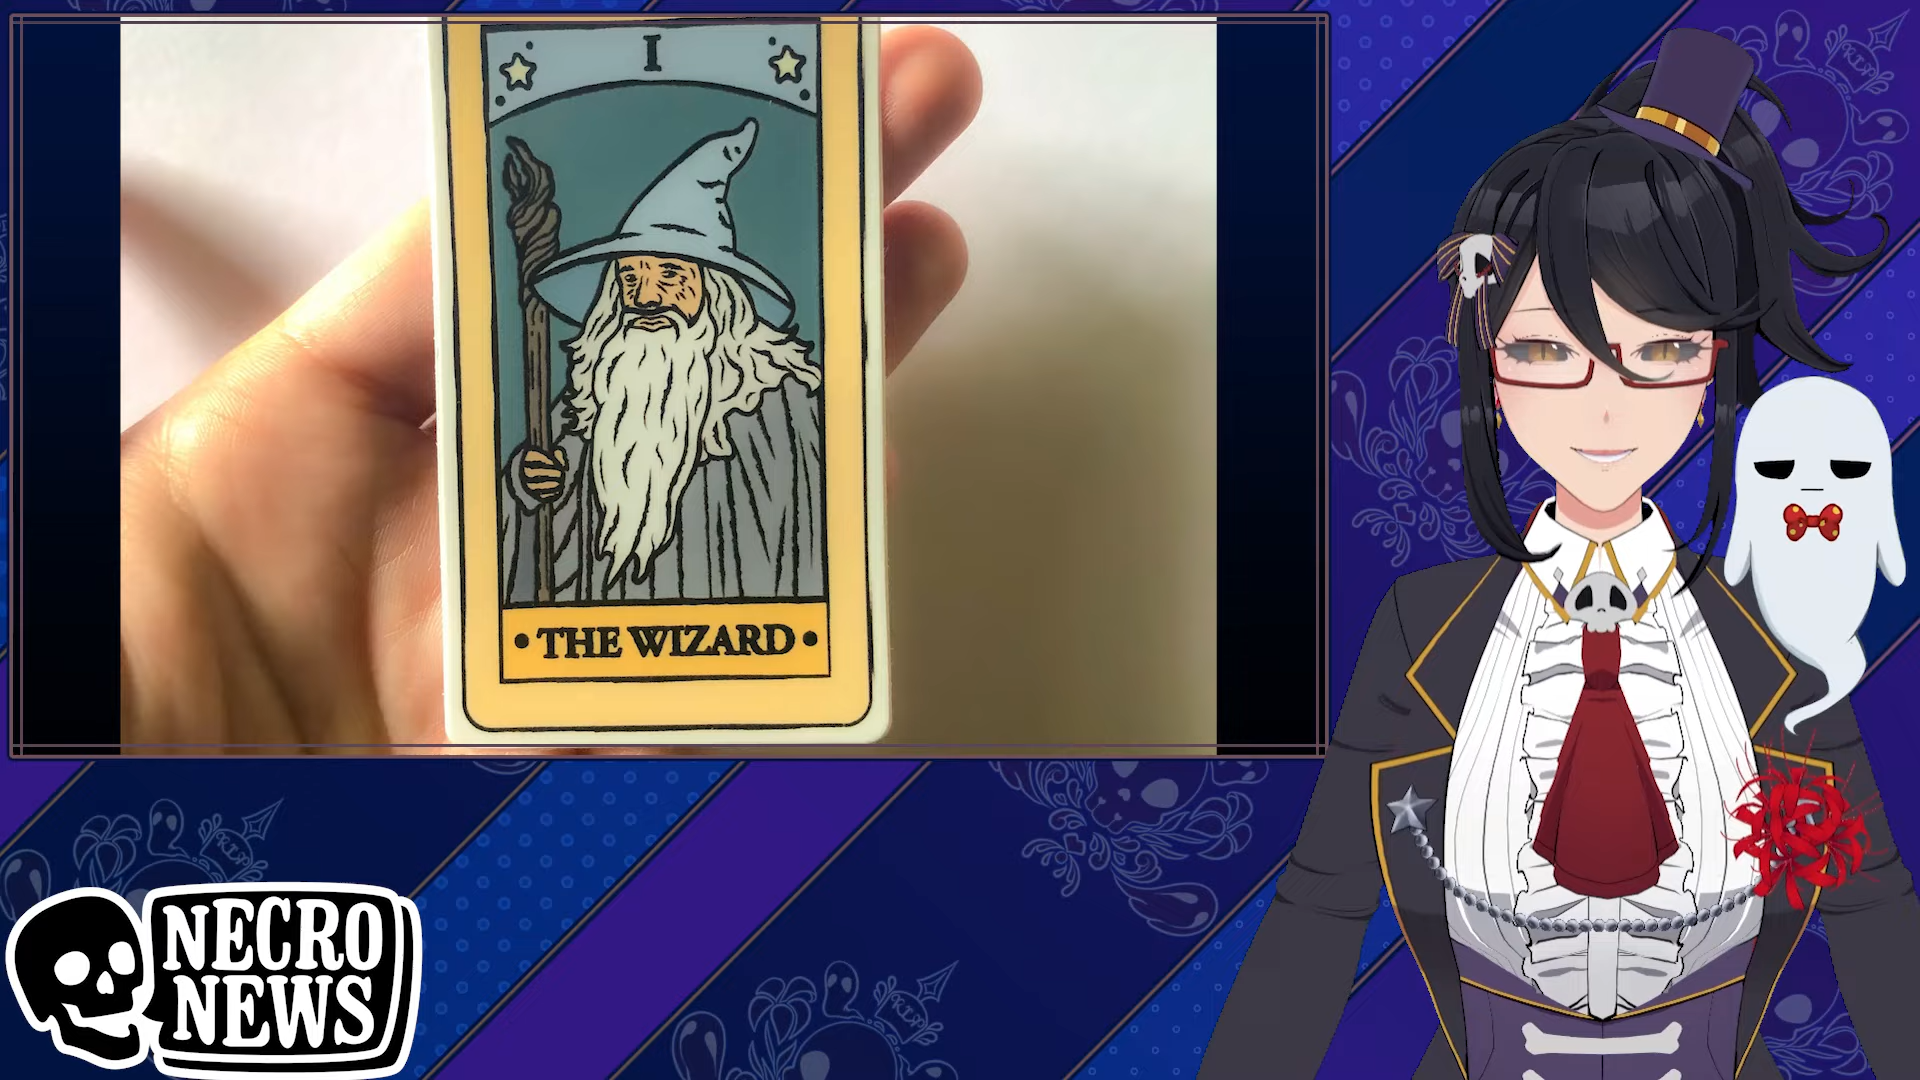 I
• THE WIZARD •
NECRO
NEWS